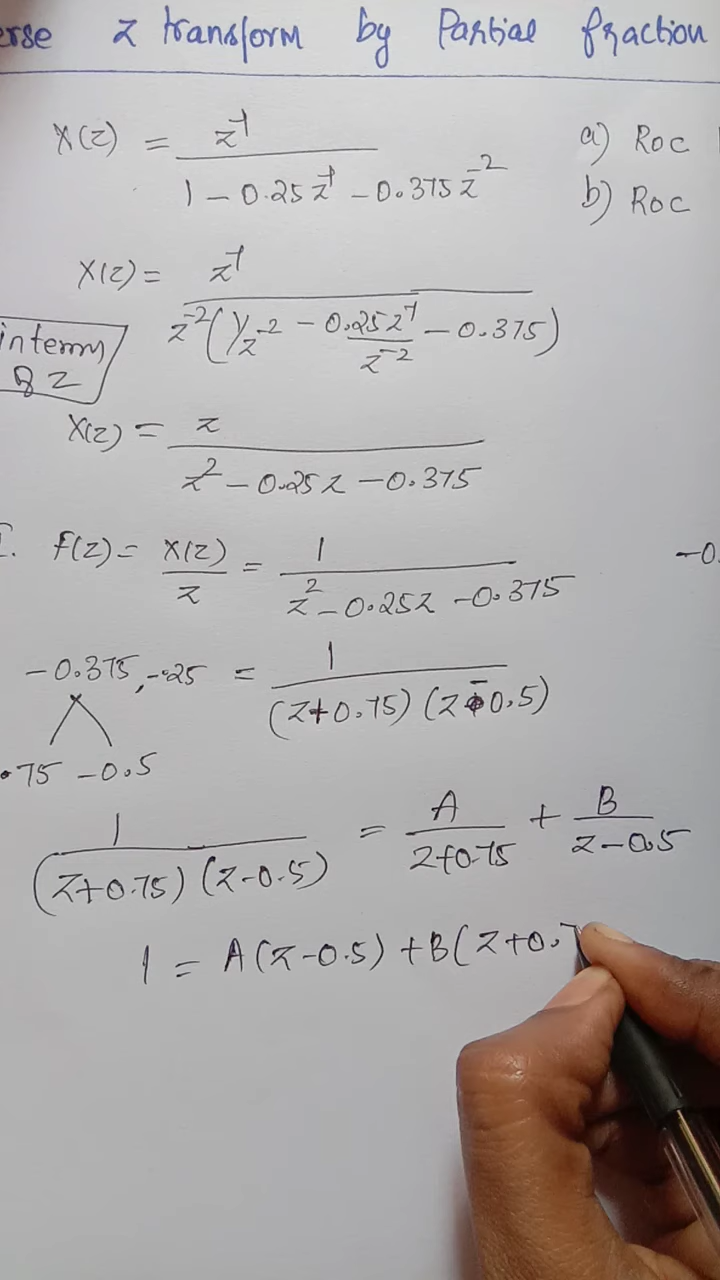 erse z transform by Partial fraction
X(z) = z^-1 / (1 - 0.25z^-1 - 0.375z^-2) a) Roc
b) Roc
X(z) = z^-1 / (z^-2(1/z^-2 - 0.25z^-1/z^-2 - 0.375))
interm
z
X(z) = z / (z^2 - 0.25z - 0.375)
I. F(z) = X(z)/z = 1 / (z^2 - 0.25z - 0.375) -0.
-0.375, -.25 = 1 / ((z+0.75)(z-0.5))
.75 -0.5
1 / ((z+0.75)(z-0.5)) = A/(z+0.75) + B/(z-0.5)
1 = A(z-0.5) + B(z+0.7